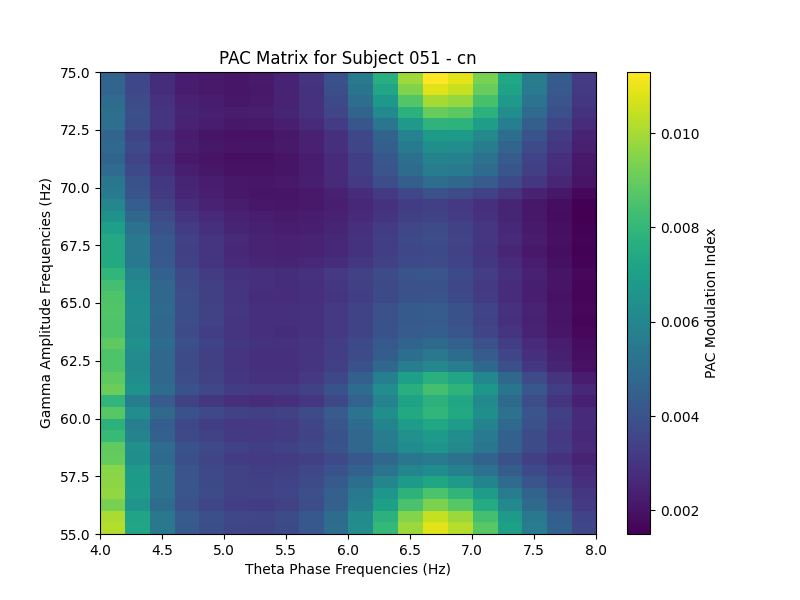 PAC Matrix for Subject 051 - cn
75.0
72.5
70.0
67.5
65.0
62.5
60.0
57.5
55.0
Gamma Amplitude Frequencies (Hz)
4.0 4.5 5.0 5.5 6.0 6.5 7.0 7.5 8.0
Theta Phase Frequencies (Hz)
0.010
0.008
0.006
0.004
0.002
PAC Modulation Index